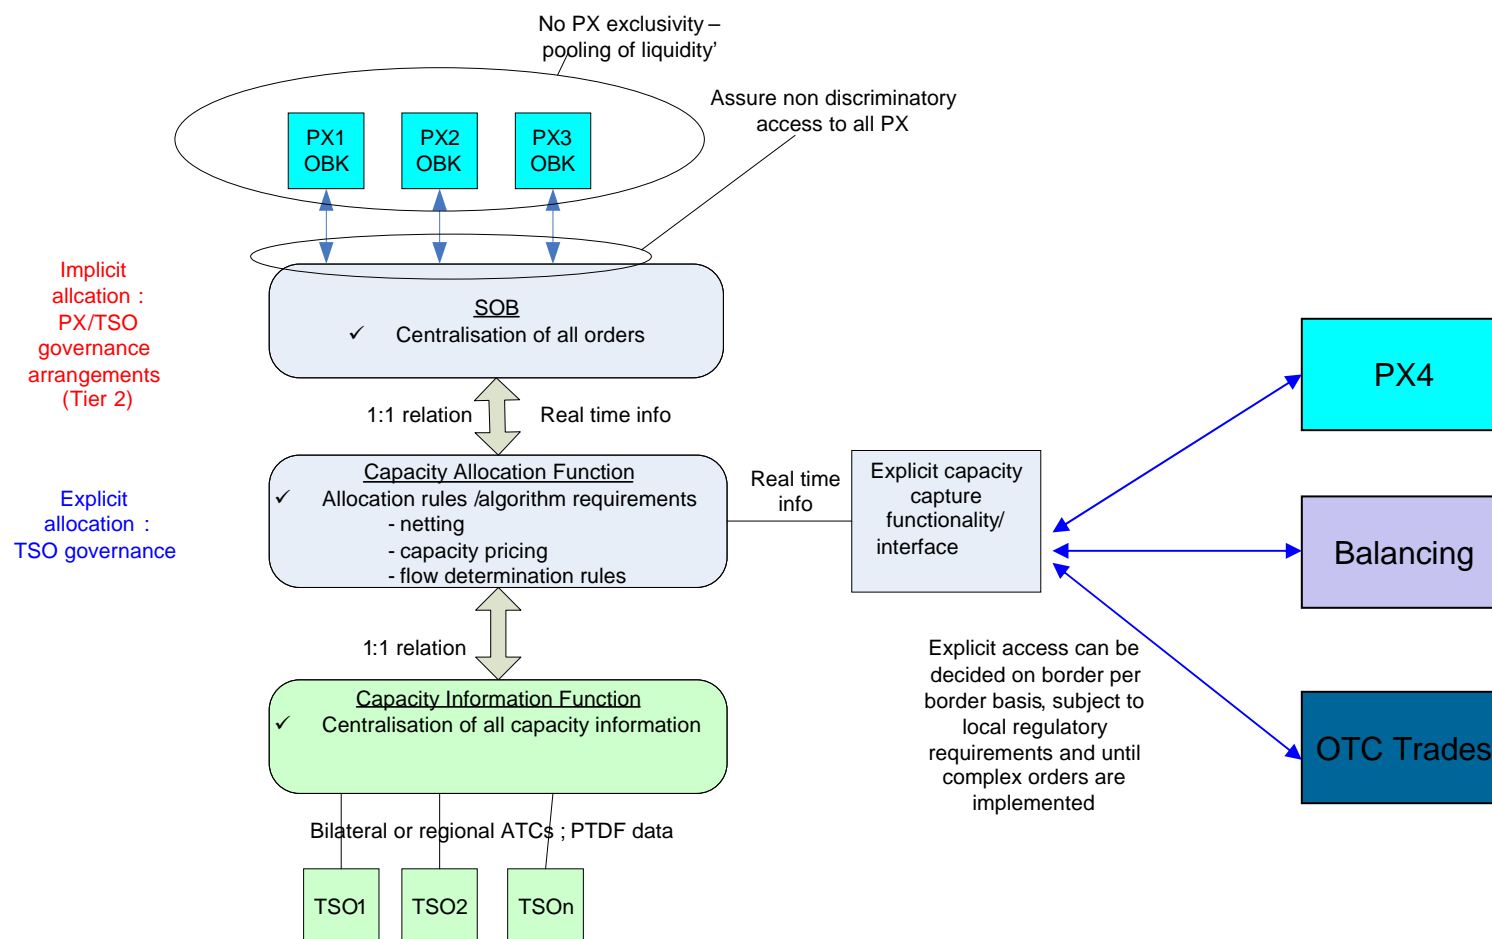 No PX exclusivity –
pooling of liquidity’
Assure non discriminatory
access to all PX
PX1
OBK
PX2
OBK
PX3
OBK
Implicit
allcation :
PX/TSO
governance
arrangements
(Tier 2)
SOB
✓ Centralisation of all orders
1:1 relation
Real time info
Explicit
allocation :
TSO governance
Capacity Allocation Function
✓ Allocation rules /algorithm requirements
- netting
- capacity pricing
- flow determination rules
Real time
info
Explicit capacity
capture
functionality/
interface
PX4
Balancing
OTC Trades
1:1 relation
Explicit access can be
decided on border per
border basis, subject to
local regulatory
requirements and until
complex orders are
implemented
Capacity Information Function
✓ Centralisation of all capacity information
Bilateral or regional ATCs ; PTDF data
TSO1
TSO2
TSOn